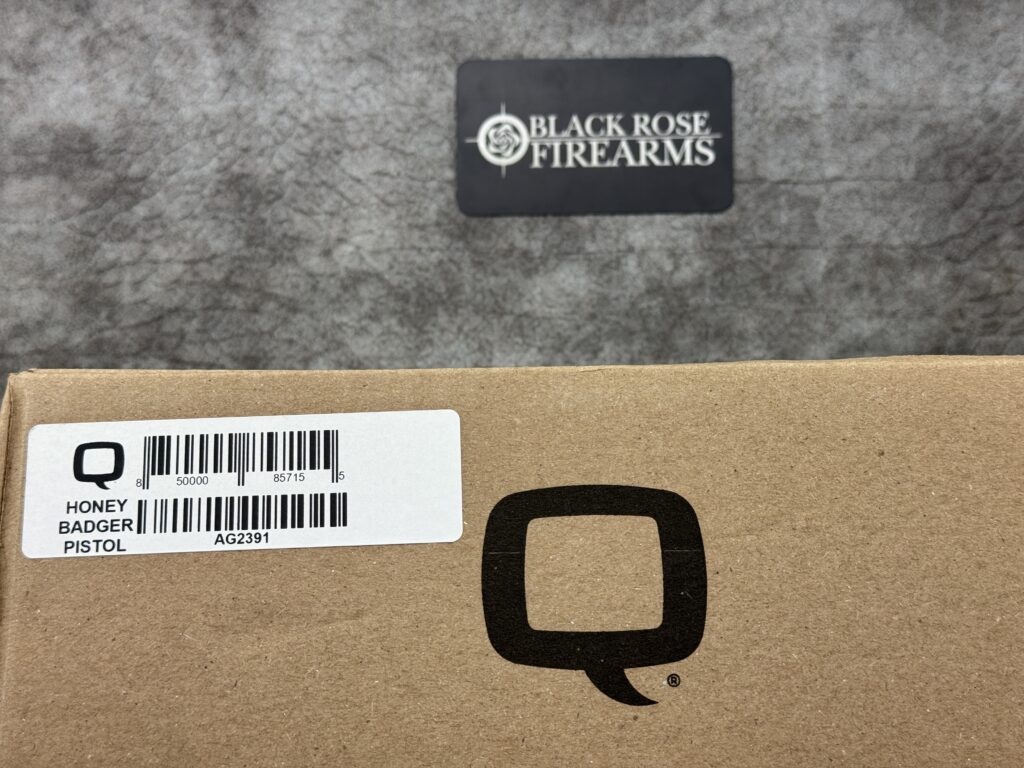 BLACK ROSE
FIREARMS
Q
8 50000 85715 5
HONEY
BADGER
PISTOL
AG2391
Q
®